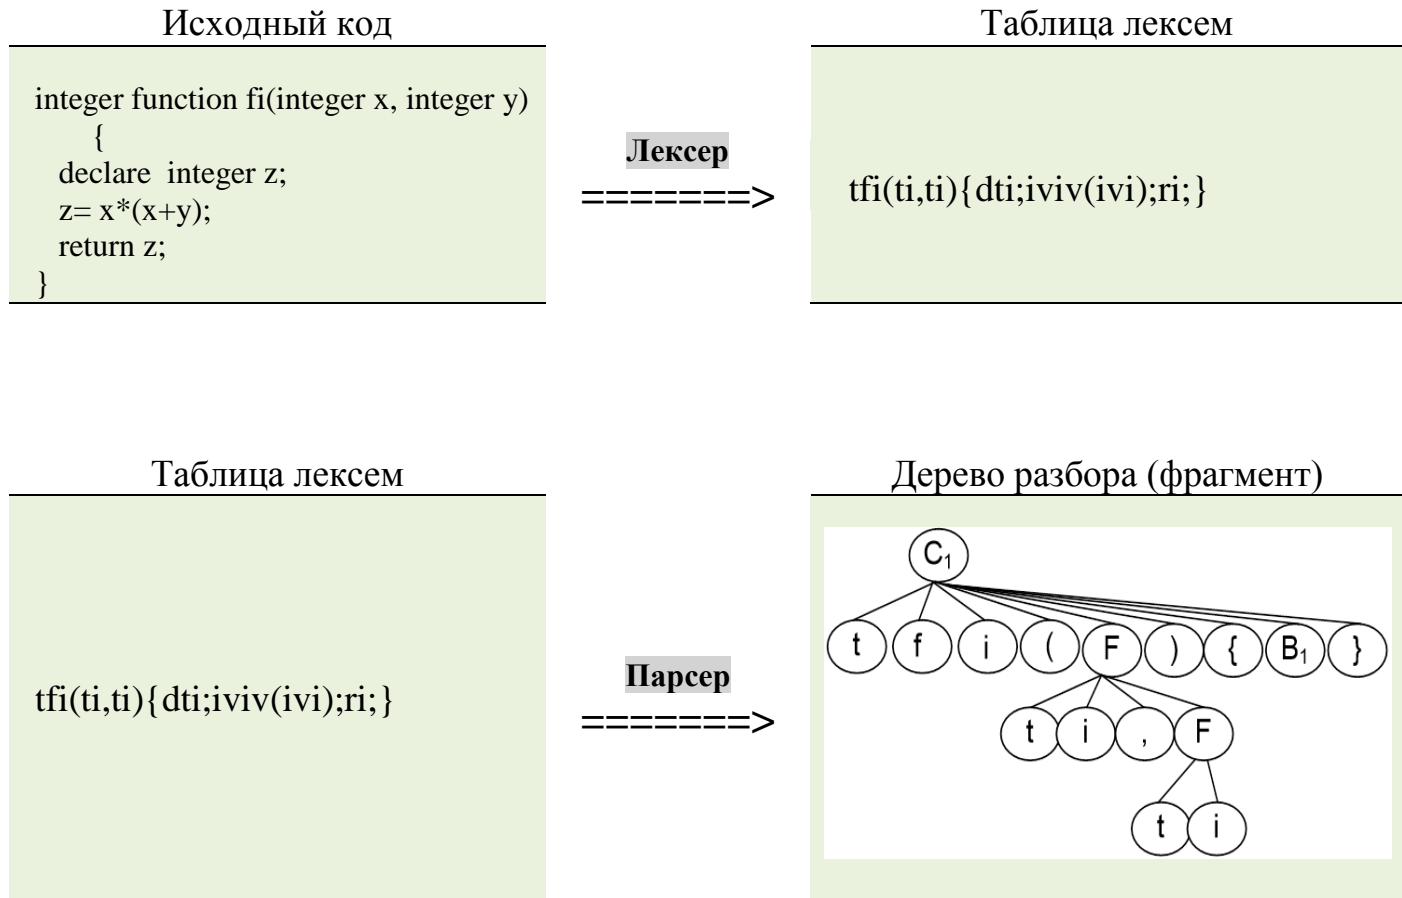 Исходный код
Таблица лексем
integer function fi(integer x, integer y)
{
declare integer z;
z= x*(x+y);
return z;
}
Лексер
=======>
tfi(ti,ti){dti;iviv(ivi);ri;}
Таблица лексем
Дерево разбора (фрагмент)
tfi(ti,ti){dti;iviv(ivi);ri;}
Парсер
=======>
C₁
t f i ( F ) { B₁ }
t i , F
t i